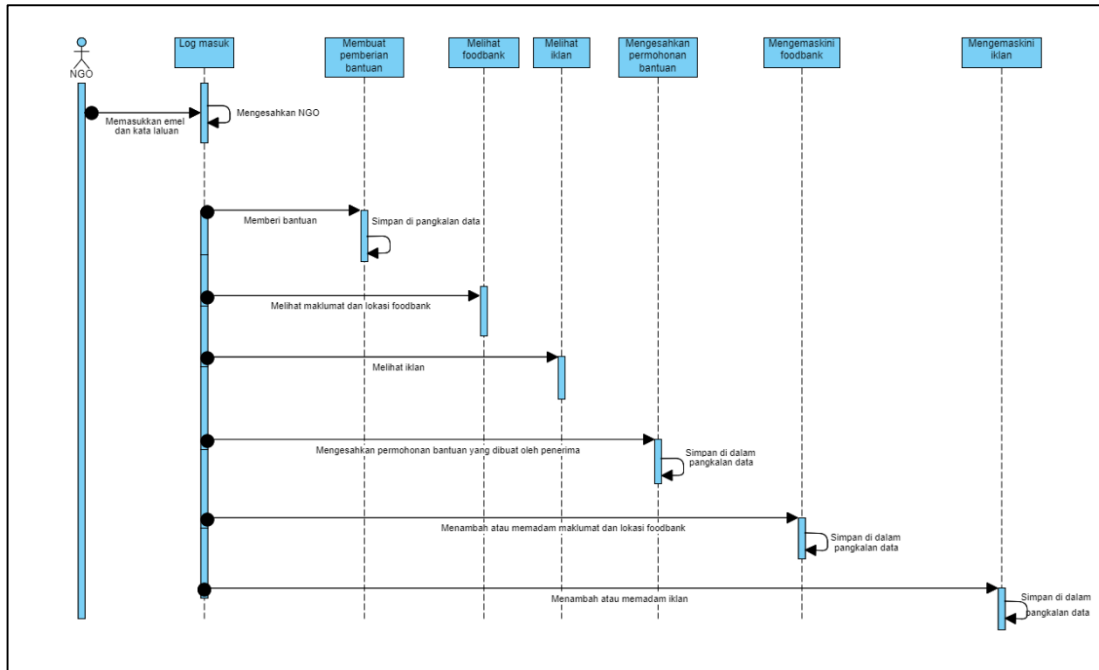 NGO
Log masuk
Membuat
pemberian
bantuan
Melihat
foodbank
Melihat
iklan
Mengesahkan
permohonan
bantuan
Mengemaskini
foodbank
Mengemaskini
iklan
Memasukkan emel
dan kata laluan
Mengesahkan NGO
Memberi bantuan
Simpan di pangkalan data
Melihat maklumat dan lokasi foodbank
Melihat iklan
Mengesahkan permohonan bantuan yang dibuat oleh penerima
Simpan di dalam
pangkalan data
Menambah atau memadam maklumat dan lokasi foodbank
Simpan di dalam
pangkalan data
Menambah atau memadam iklan
Simpan di dalam
pangkalan data